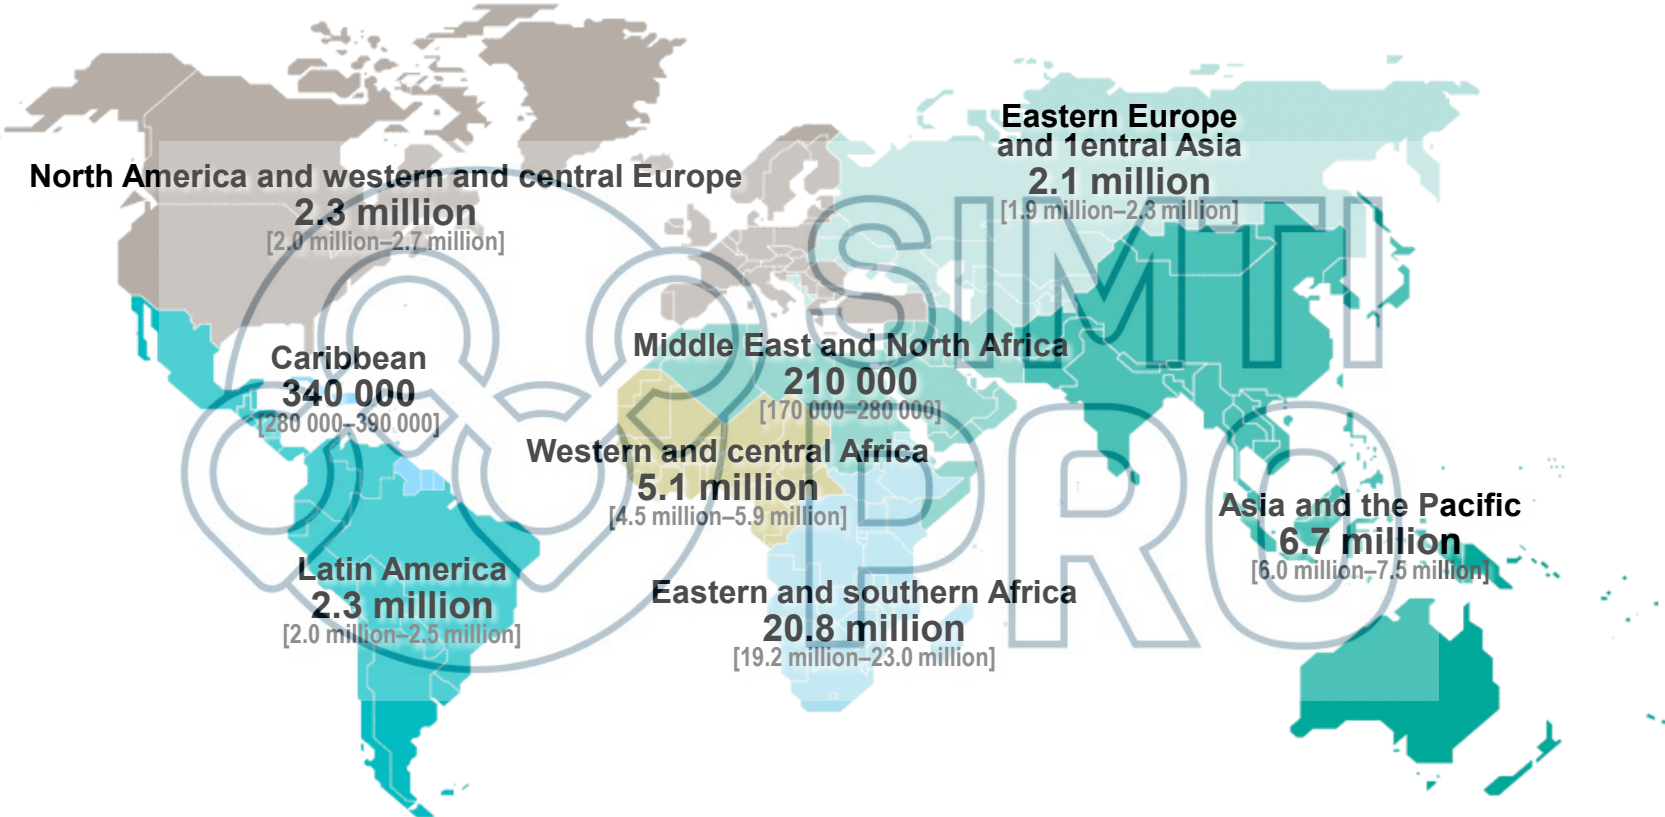 Eastern Europe
and 1entral Asia
2.1 million
[1.9 million–2.3 million]
North America and western and central Europe
2.3 million
[2.0 million–2.7 million]
Middle East and North Africa
210 000
[170 000–280 000]
Caribbean
340 000
[280 000–390 000]
Western and central Africa
5.1 million
[4.5 million–5.9 million]
Asia and the Pacific
6.7 million
[6.0 million–7.5 million]
Latin America
2.3 million
[2.0 million–2.5 million]
Eastern and southern Africa
20.8 million
[19.2 million–23.0 million]
SIMTI
PRO